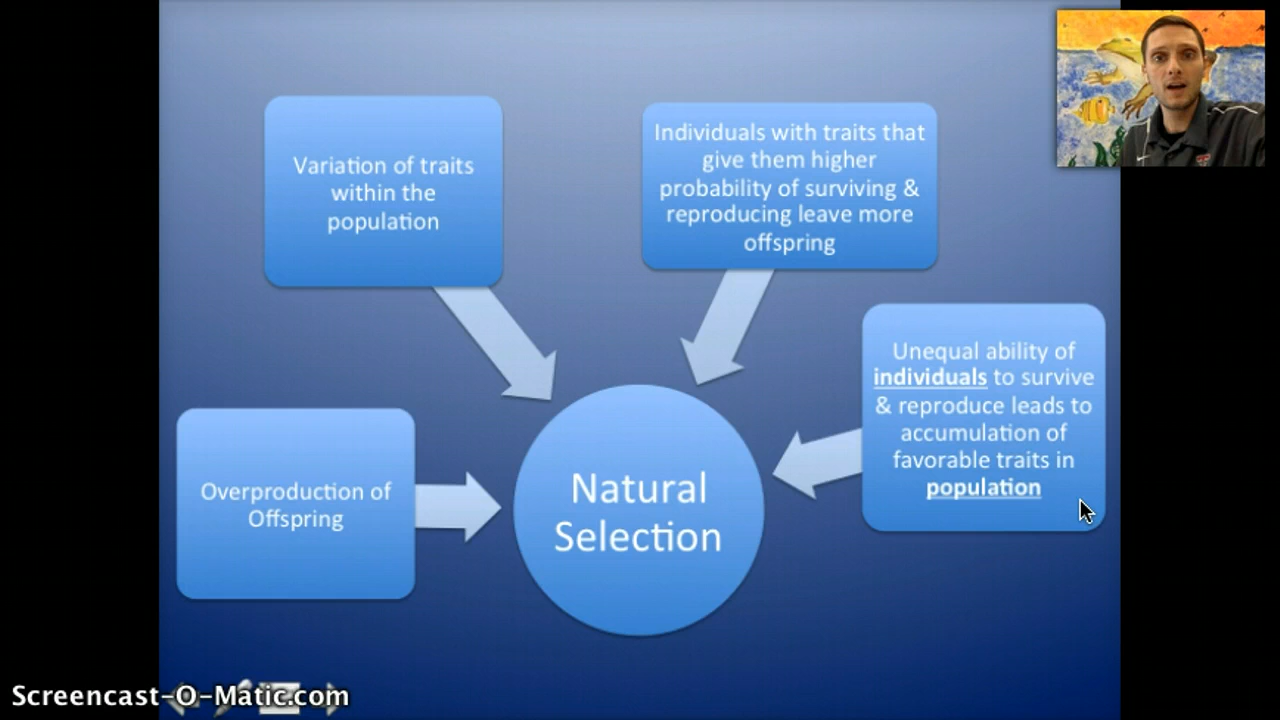 Variation of traits
within the
population
Individuals with traits that
give them higher
probability of surviving &
reproducing leave more
offspring
Unequal ability of
individuals to survive
& reproduce leads to
accumulation of
favorable traits in
population
Overproduction of
Offspring
Natural
Selection
Screencast-O-Matic.com